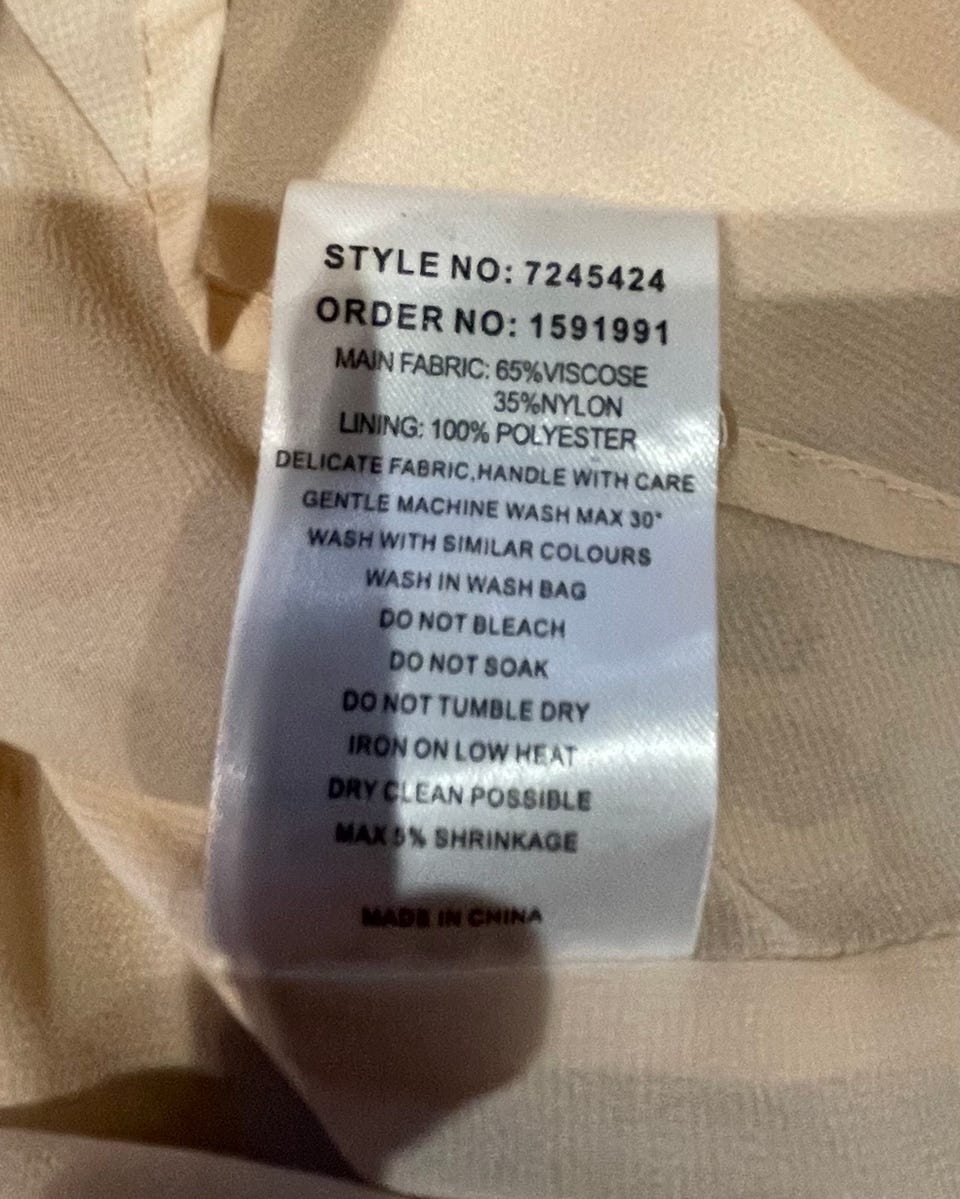 STYLE NO: 7245424
ORDER NO: 1591991
MAIN FABRIC: 65%VISCOSE
35%NYLON
LINING: 100% POLYESTER
DELICATE FABRIC,HANDLE WITH CARE
GENTLE MACHINE WASH MAX 30°
WASH WITH SIMILAR COLOURS
WASH IN WASH BAG
DO NOT BLEACH
DO NOT SOAK
DO NOT TUMBLE DRY
IRON ON LOW HEAT
DRY CLEAN POSSIBLE
MAX 5% SHRINKAGE
MADE IN CHINA